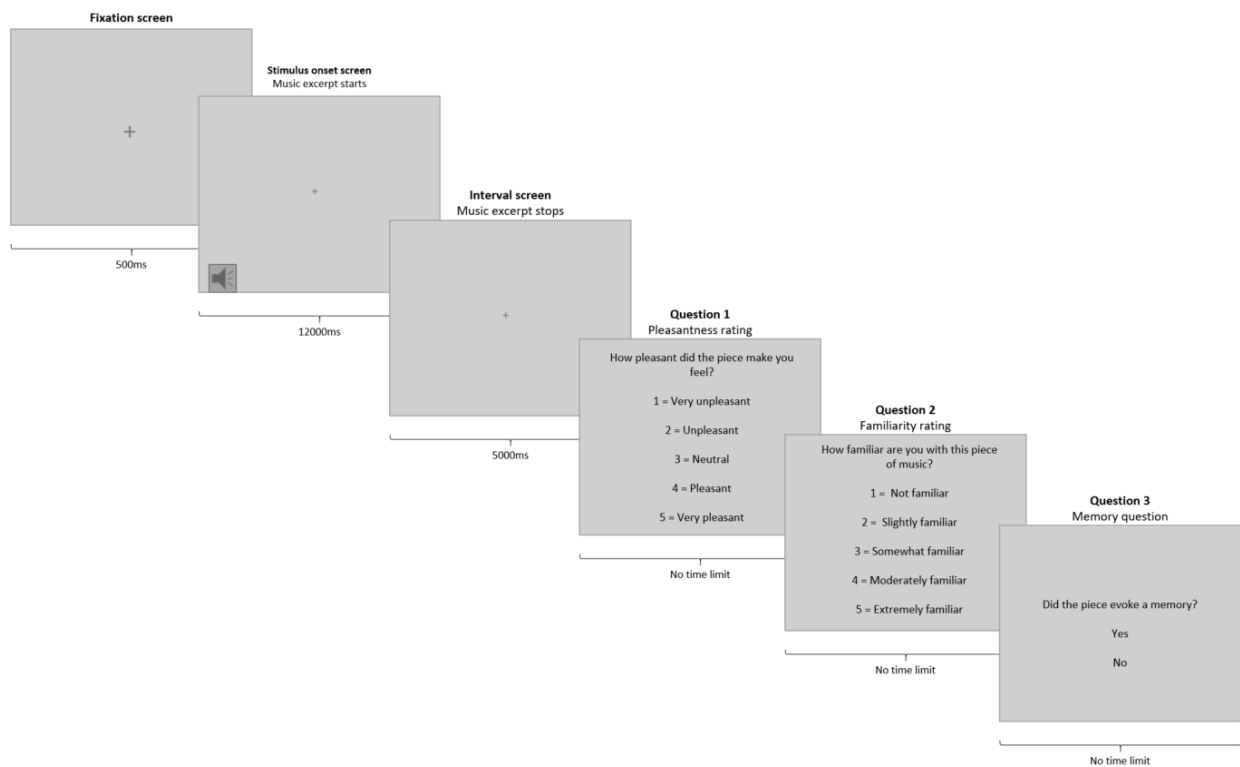 Fixation screen
500ms
Stimulus onset screen
Music excerpt starts
12000ms
Interval screen
Music excerpt stops
5000ms
Question 1
Pleasantness rating
How pleasant did the piece make you
feel?
1 = Very unpleasant
2 = Unpleasant
3 = Neutral
4 = Pleasant
5 = Very pleasant
No time limit
Question 2
Familiarity rating
How familiar are you with this piece
of music?
1 = Not familiar
2 = Slightly familiar
3 = Somewhat familiar
4 = Moderately familiar
5 = Extremely familiar
No time limit
Question 3
Memory question
Did the piece evoke a memory?
Yes
No
No time limit